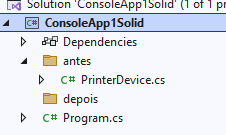 Solution 'ConsoleApp1Solid' (1 of 1 pr
ConsoleApp1Solid
Dependencies
antes
C# PrinterDevice.cs
depois
C# Program.cs